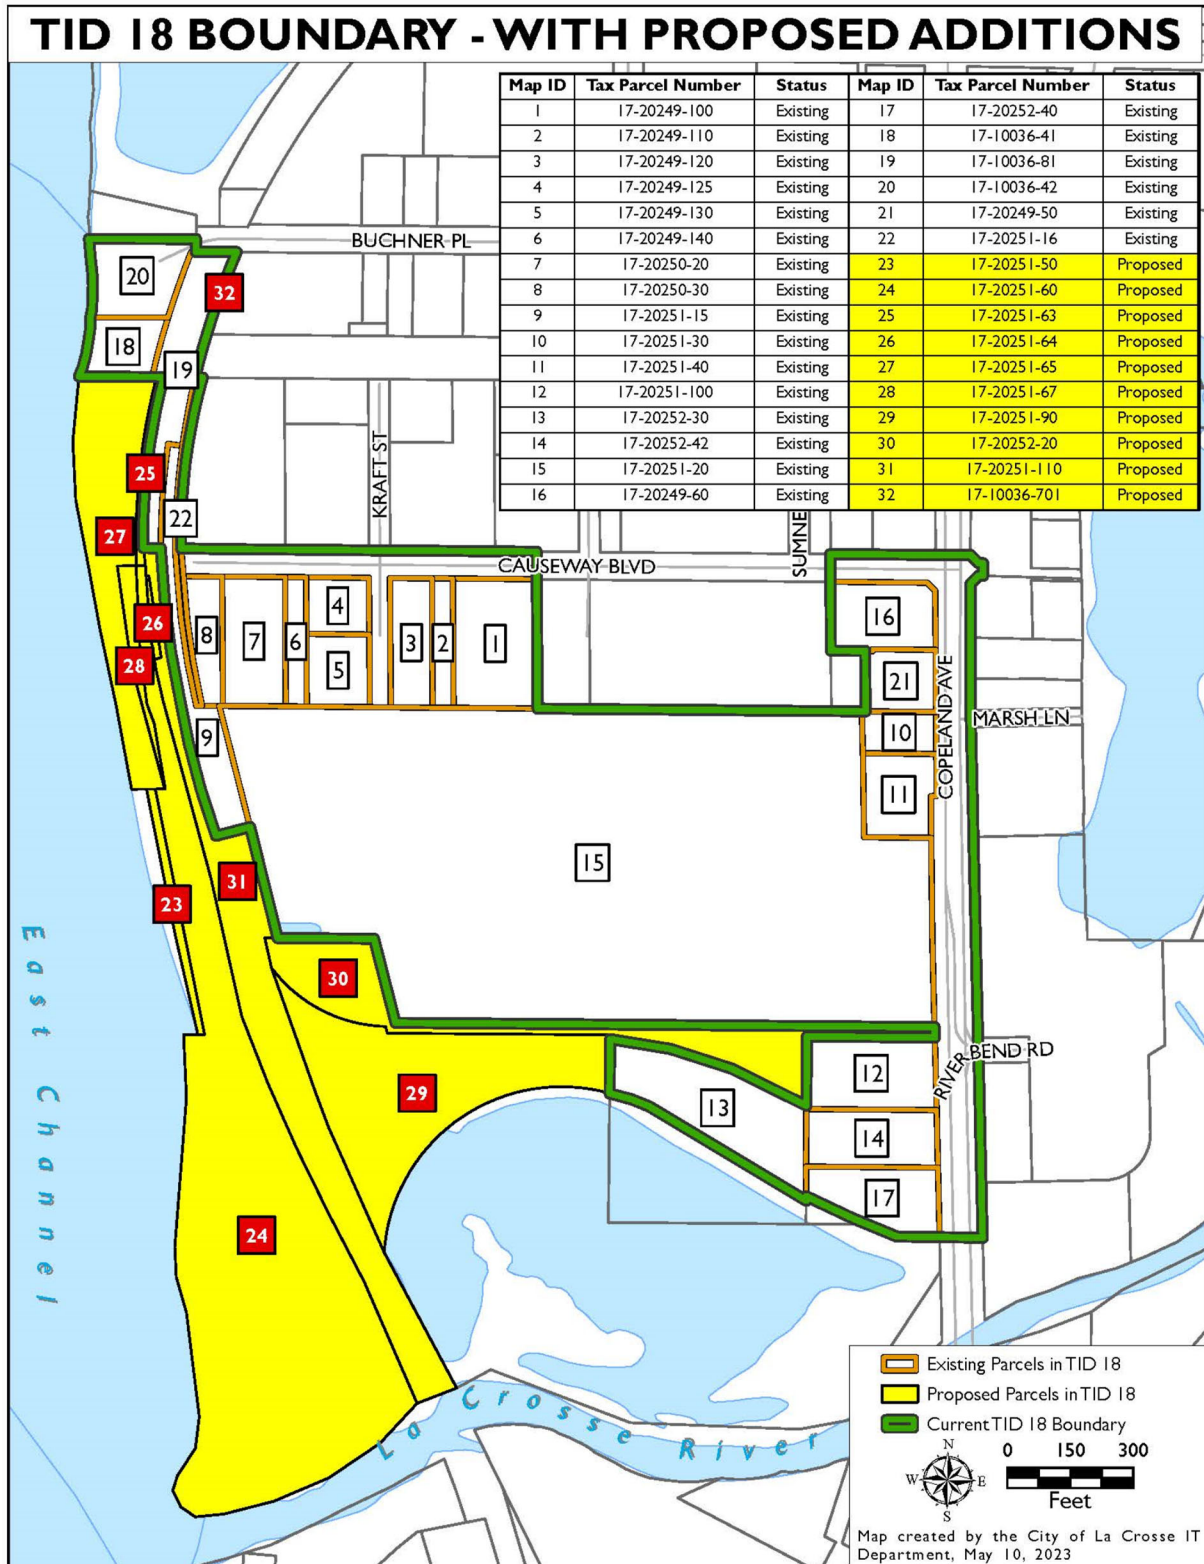 TID 18 BOUNDARY - WITH PROPOSED ADDITIONS
Map ID Tax Parcel Number Status Map ID Tax Parcel Number Status
1 17-20249-100 Existing 17 17-20252-40 Existing
2 17-20249-110 Existing 18 17-10036-41 Existing
3 17-20249-120 Existing 19 17-10036-81 Existing
4 17-20249-125 Existing 20 17-10036-42 Existing
5 17-20249-130 Existing 21 17-20249-50 Existing
6 17-20249-140 Existing 22 17-20251-16 Existing
7 17-20250-20 Existing 23 17-20251-50 Proposed
8 17-20250-30 Existing 24 17-20251-60 Proposed
9 17-20251-15 Existing 25 17-20251-63 Proposed
10 17-20251-30 Existing 26 17-20251-64 Proposed
11 17-20251-40 Existing 27 17-20251-65 Proposed
12 17-20251-100 Existing 28 17-20251-67 Proposed
13 17-20252-30 Existing 29 17-20251-90 Proposed
14 17-20252-42 Existing 30 17-20252-20 Proposed
15 17-20251-20 Existing 31 17-20251-110 Proposed
16 17-20249-60 Existing 32 17-10036-701 Proposed
BUCHNER PL
20
32
18
19
KRAFT ST
25
22
27
SUMNE
CAUSEWAY BLVD
26
8
7
6
4
5
3
2
1
16
28
21
COPELAND AVE
MARSH LN
9
10
11
15
31
23
30
East Channel
RIVER BEND RD
12
29
13
14
17
24
La Crosse River
Existing Parcels in TID 18
Proposed Parcels in TID 18
Current TID 18 Boundary
N
W E
S
0 150 300
Feet
Map created by the City of La Crosse IT
Department, May 10, 2023